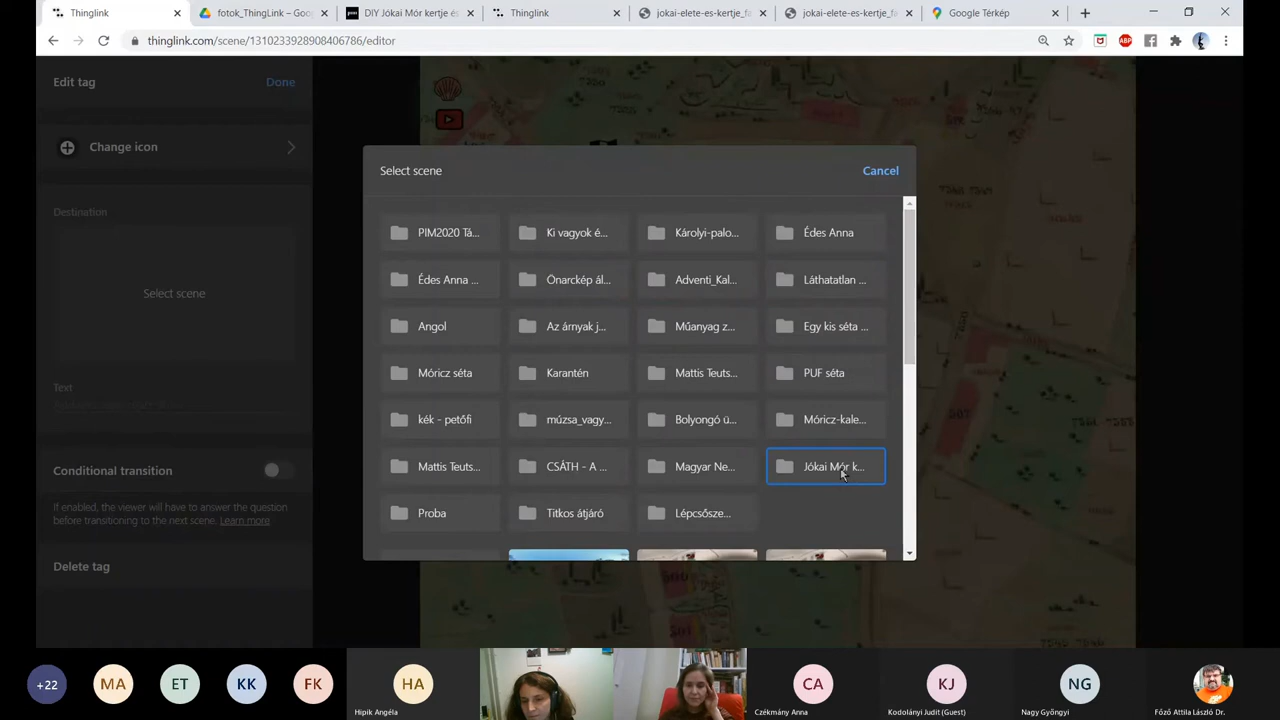 Thinglink
fotok_ThingLink – Goo
DIY Jókai Mór kertje és
Thinglink
jokai-elete-es-kertje_fa
jokai-elete-es-kertje_fa
Google Térkép
thinglink.com/scene/1310233928908406786/editor
Edit tag
Done
Change icon
Destination
Select scene
Text
Conditional transition
If enabled, the viewer will have to answer the question
before transitioning to the next scene. Learn more
Delete tag
Select scene
Cancel
PIM2020 Tá...
Ki vagyok é...
Károlyi-palo...
Édes Anna
Édes Anna ...
Önarckép ál...
Adventi_Kal...
Láthatatlan ...
Angol
Az árnyak j...
Műanyag z...
Egy kis séta ...
Móricz séta
Karantén
Mattis Teuts...
PUF séta
kék - petőfi
múzsa_vagy...
Bolyongó ü...
Móricz-kale...
Mattis Teuts...
CSÁTH - A ...
Magyar Ne...
Jókai Mór k...
Proba
Titkos átjáró
Lépcsősze...
+22
MA
ET
KK
FK
HA
Hipik Angéla
CA
Czékmány Anna
KJ
Kodolányi Judit (Guest)
NG
Nagy Gyöngyi
Főző Attila László Dr.